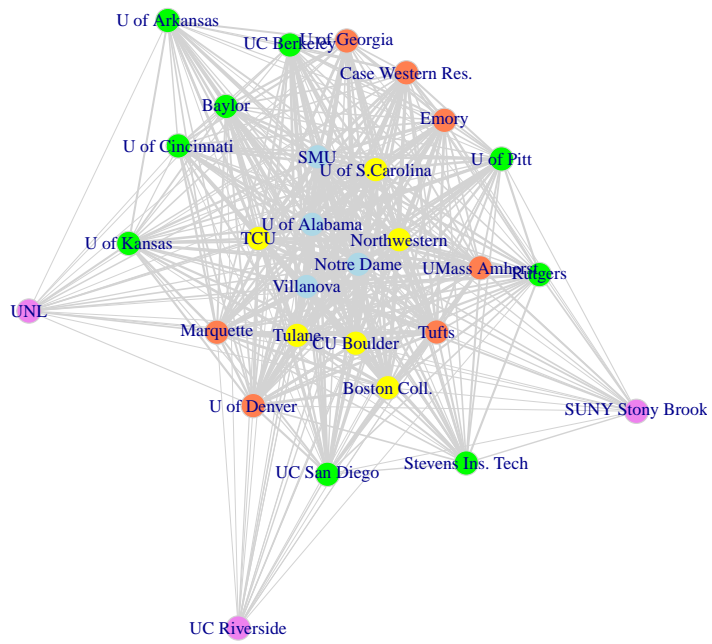 U of Arkansas
U of Georgia
UC Berkeley
Case Western Res.
Baylor
Emory
U of Cincinnati
SMU
U of Pitt
U of S.Carolina
U of Alabama
TCU
Northwestern
U of Kansas
Notre Dame
UMass Amherst
Rutgers
Villanova
UNL
Marquette
Tulane
CU Boulder
Tufts
Boston Coll.
U of Denver
SUNY Stony Brook
UC San Diego
Stevens Ins. Tech
UC Riverside